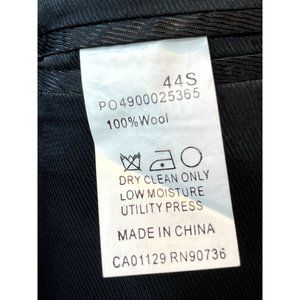 44S
PO4900025365
100%Wool
DRY CLEAN ONLY
LOW MOISTURE
UTILITY PRESS
MADE IN CHINA
CA01129 RN90736